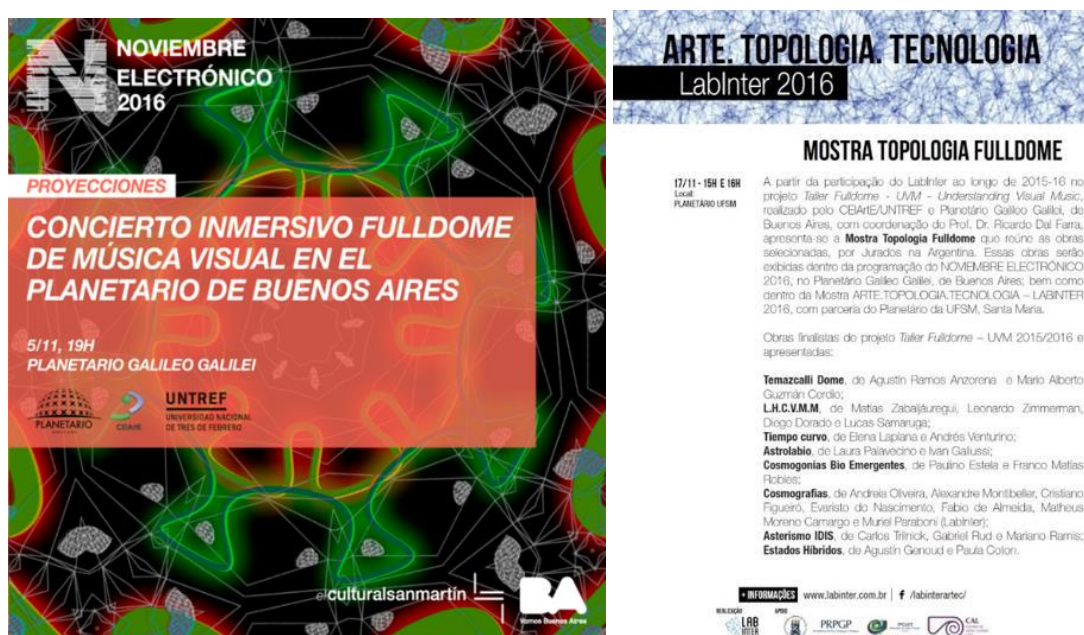 NOVIEMBRE
ELECTRÓNICO
2016
PROYECCIONES
CONCIERTO INMERSIVO FULLDOME
DE MÚSICA VISUAL EN EL
PLANETARIO DE BUENOS AIRES
5/11, 19H
PLANETARIO GALILEO GALILEI
PLANETARIO
CEIArtE
UNTREF
UNIVERSIDAD NACIONAL
DE TRES DE FEBRERO
elculturalsanmartín
BA
Vamos Buenos Aires
ARTE. TOPOLOGIA. TECNOLOGIA
LabInter 2016
MOSTRA TOPOLOGIA FULLDOME
17/11 - 15H E 16H
Local:
PLANETÁRIO UFSM
A partir da participação do LabInter ao longo de 2015-16 no
projeto Taller Fulldome - UVM - Understanding Visual Music,
realizado pelo CEIArtE/UNTREF e Planetário Galileo Galilei, de
Buenos Aires, com coordenação do Prof. Dr. Ricardo Dal Farra,
apresenta-se a Mostra Topologia Fulldome que reúne as obras
selecionadas, por Jurados na Argentina. Essas obras serão
exibidas dentro da programação do NOVIEMBRE ELECTRÓNICO
2016, no Planetário Galileo Galilei, de Buenos Aires; bem como
dentro da Mostra ARTE.TOPOLOGIA.TECNOLOGIA – LABINTER
2016, com parceria do Planetário da UFSM, Santa Maria.
Obras finalistas do projeto Taller Fulldome – UVM 2015/2016 e
apresentadas:
Temazcalli Dome, de Agustín Ramos Anzorena e Mario Alberto
Guzmán Cerdio;
L.H.C.V.M.M, de Matias Zabaljáuregui, Leonardo Zimmerman,
Diego Dorado e Lucas Samaruga;
Tiempo curvo, de Elena Laplana e Andrés Venturino;
Astrolabio, de Laura Palavecino e Ivan Galiussi;
Cosmogonias Bio Emergentes, de Paulino Estela e Franco Matías
Robles;
Cosmografias, de Andreia Oliveira, Alexandre Montibeller, Cristiano
Figueiró, Evaristo do Nascimento, Fabio de Almeida, Matheus
Moreno Camargo e Muriel Paraboni (LabInter);
Asterismo IDIS, de Carlos Trilnick, Gabriel Rud e Mariano Ramis;
Estados Híbridos, de Agustín Genoud e Paula Coton.
+ INFORMAÇÕES www.labinter.com.br | f /labinterartec/
REALIZAÇÃO APOIO
LAB
INTER
PRPGP
CAL